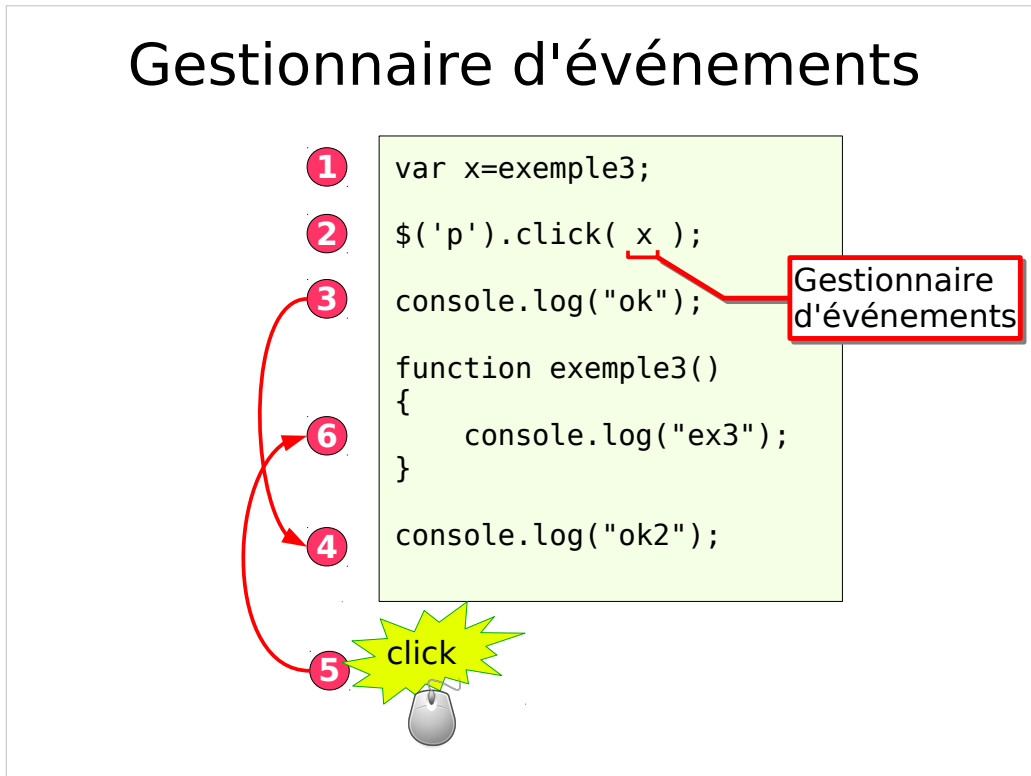 Gestionnaire d'événements
1 var x=exemple3;
2 $('p').click( x );
Gestionnaire
d'événements
3 console.log("ok");
function exemple3()
{
6 console.log("ex3");
}
4 console.log("ok2");
5 click